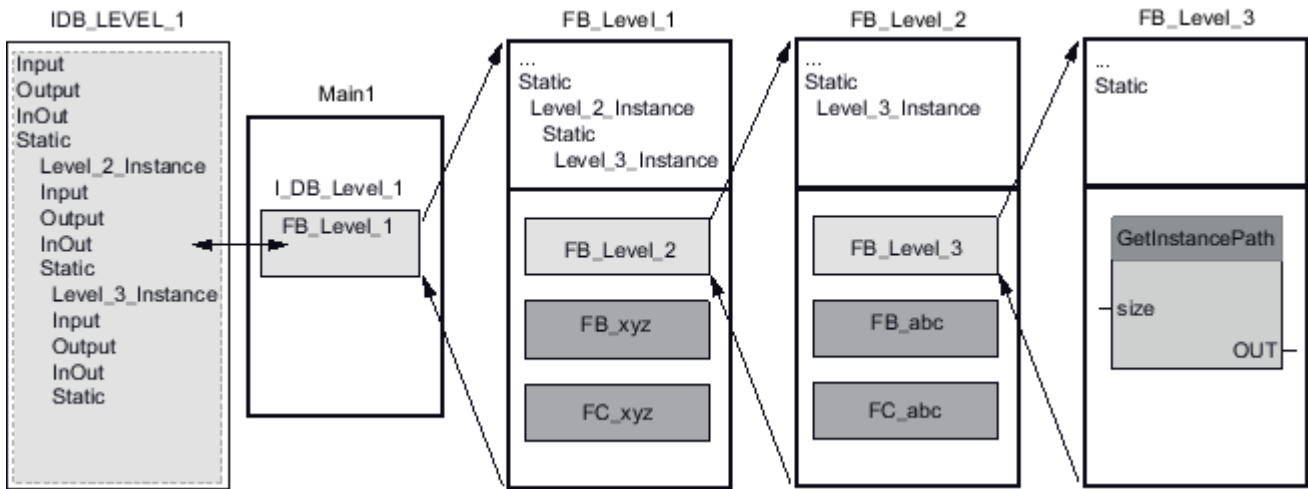 IDB_LEVEL_1
Input
Output
InOut
Static
Level_2_Instance
Input
Output
InOut
Static
Level_3_Instance
Input
Output
InOut
Static
Main1
I_DB_Level_1
FB_Level_1
FB_Level_1
...
Static
Level_2_Instance
Static
Level_3_Instance
FB_Level_2
FB_xyz
FC_xyz
FB_Level_2
...
Static
Level_3_Instance
FB_Level_3
FB_abc
FC_abc
FB_Level_3
...
Static
GetInstancePath
size
OUT